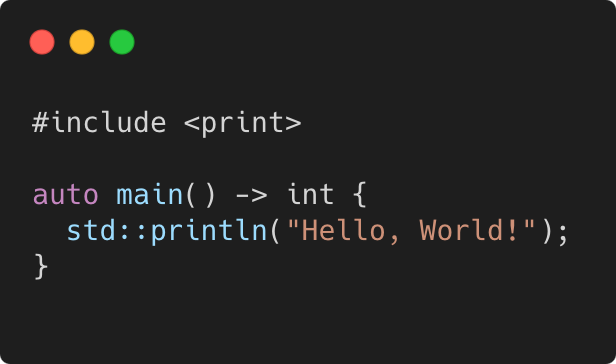 #include <print>

auto main() -> int {
  std::println("Hello, World!");
}